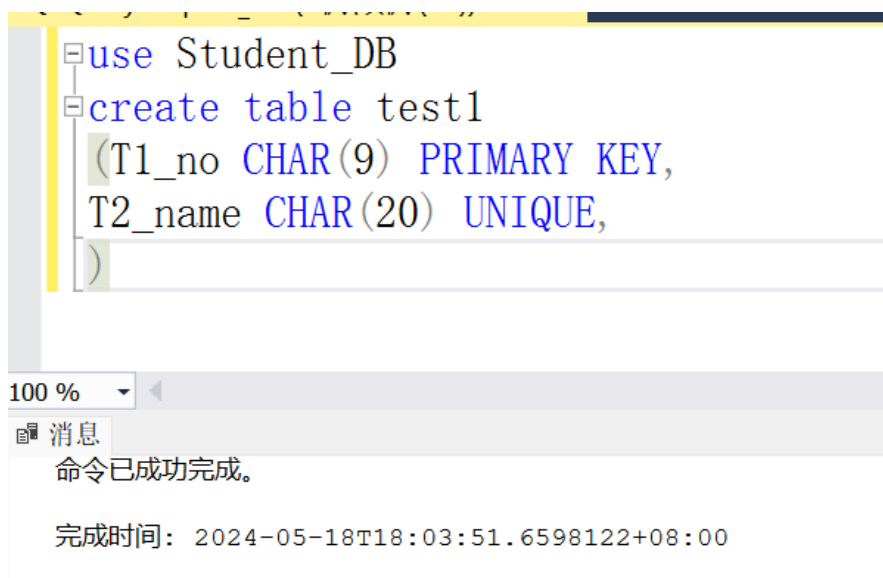 use Student_DB
create table test1
(T1_no CHAR(9) PRIMARY KEY,
T2_name CHAR(20) UNIQUE,
)
100 %
消息
命令已成功完成。
完成时间: 2024-05-18T18:03:51.6598122+08:00